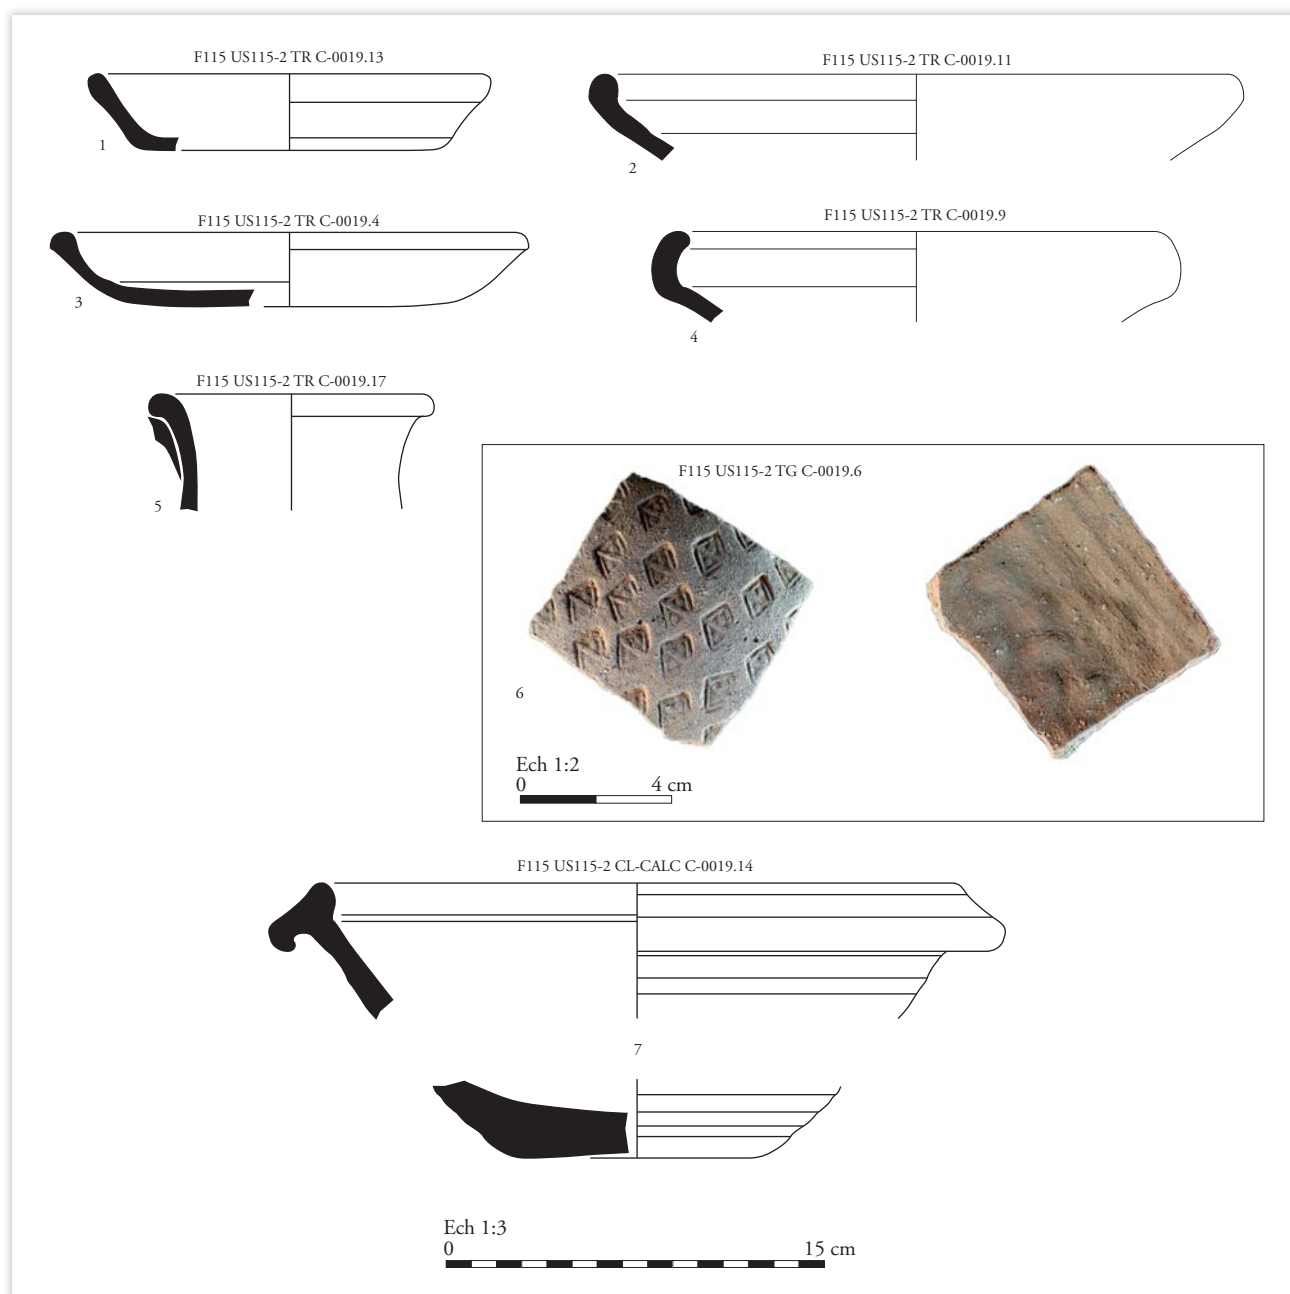 F115 US115-2 TR C-0019.13
1
F115 US115-2 TR C-0019.11
2
F115 US115-2 TR C-0019.4
3
F115 US115-2 TR C-0019.9
4
F115 US115-2 TR C-0019.17
5
F115 US115-2 TG C-0019.6
6
Ech 1:2
0 4 cm
F115 US115-2 CL-CALC C-0019.14
7
Ech 1:3
0 15 cm